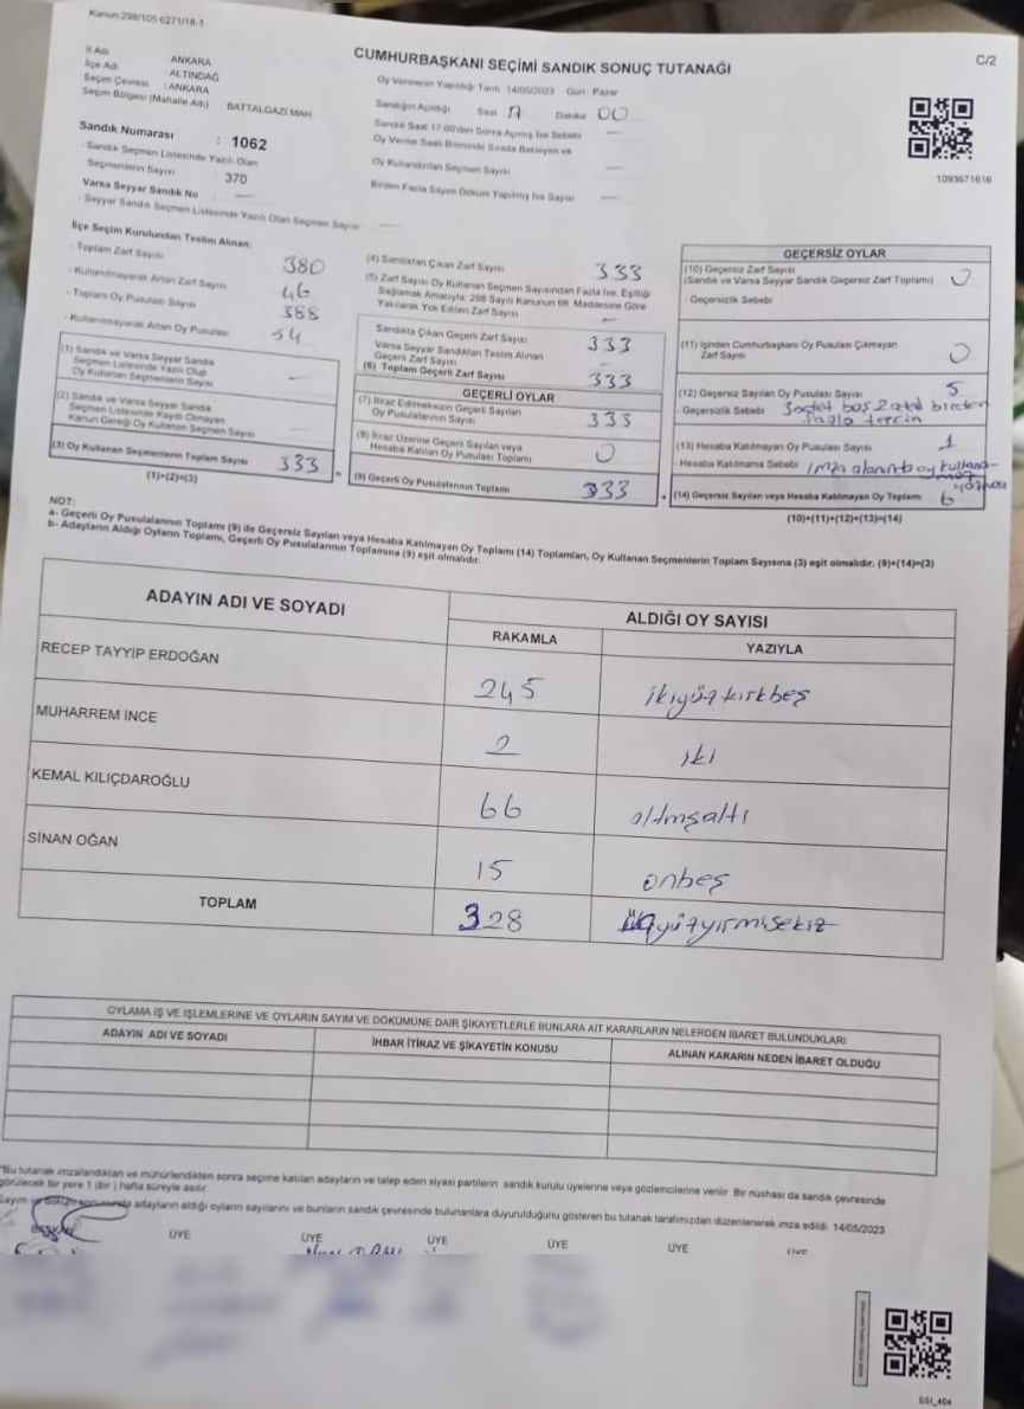 Kanun 298/105 6271/18-1
C/2
CUMHURBAŞKANI SEÇİMİ SANDIK SONUÇ TUTANAĞI
İl Adı ANKARA
İlçe Adı ALTINDAĞ
Seçim Çevresi : ANKARA
Seçim Bölgesi (Mahalle Adı) BATTALGAZİ MAH.
Sandık Numarası : 1062
- Sandık Seçmen Listesinde Yazılı Olan
Seçmenlerin Sayısı 370
Varsa Seyyar Sandık No —
- Seyyar Sandık Seçmen Listesinde Yazılı Olan Seçmen Sayısı —
Oy Vermenin Yapıldığı Tarih 14/05/2023 Gün: Pazar
Sandığın Açıldığı Saat 17 Dakika 00
Sandık Saat 17:00'den Sonra Açılmış İse Sebebi —
Oy Verme Saati Bitiminde Sırada Bekleyen ve
Oy Kullandırılan Seçmen Sayısı —
Birden Fazla Sayım Döküm Yapılmış İse Sayısı —
1093671616
İlçe Seçim Kurulundan Teslim Alınan:
- Toplam Zarf Sayısı 380
- Kullanılmayarak Artan Zarf Sayısı 46
- Toplam Oy Pusulası Sayısı 388
- Kullanılmayarak Artan Oy Pusulası 54
(1) Sandık ve Varsa Seyyar Sandık
Seçmen Listesinde Yazılı Olup
Oy Kullanan Seçmenlerin Sayısı —
(2) Sandık ve Varsa Seyyar Sandık
Seçmen Listesinde Kayıtlı Olmayan
Kanun Gereği Oy Kullanan Seçmen Sayısı
(3) Oy Kullanan Seçmenlerin Toplam Sayısı 333
(1)+(2)=(3)
(4) Sandıktan Çıkan Zarf Sayısı 333
(5) Zarf Sayısı Oy Kullanan Seçmen Sayısından Fazla İse, Eşitliği
Sağlamak Amacıyla; 298 Sayılı Kanunun 98. Maddesine Göre
Yakılarak Yok Edilen Zarf Sayısı —
Sandıkta Çıkan Geçerli Zarf Sayısı 333
Varsa Seyyar Sandıktan Teslim Alınan
Geçerli Zarf Sayısı —
(6) Toplam Geçerli Zarf Sayısı 333
GEÇERLİ OYLAR
(7) İtiraz Edilmeksizin Geçerli Sayılan
Oy Pusulalarının Sayısı 333
(8) İtiraz Üzerine Geçerli Sayılan veya
Hesaba Katılan Oy Pusulası Toplamı 0
(9) Geçerli Oy Pusulalarının Toplamı 333
GEÇERSİZ OYLAR
(10) Geçersiz Zarf Sayısı
(Sandık ve Varsa Seyyar Sandık Geçersiz Zarf Toplamı) 0
- Geçersizlik Sebebi
(11) İçinden Cumhurbaşkanı Oy Pusulası Çıkmayan
Zarf Sayısı 0
(12) Geçersiz Sayılan Oy Pusulası Sayısı 5
- Geçersizlik Sebebi 3 adet boş 2 adet birden
fazla tercih
(13) Hesaba Katılmayan Oy Pusulası Sayısı 1
- Hesaba Katılmama Sebebi imza alanında oy kullana-
(14) Geçersiz Sayılan veya Hesaba Katılmayan Oy Toplamı 6
(10)+(11)+(12)+(13)=(14)
NOT:
a- Geçerli Oy Pusulalarının Toplamı (9) ile Geçersiz Sayılan veya Hesaba Katılmayan Oy Toplamı (14) Toplamları, Oy Kullanan Seçmenlerin Toplam Sayısına (3) eşit olmalıdır. (9)+(14)=(3)
b- Adayların Aldığı Oyların Toplamı, Geçerli Oy Pusulalarının Toplamına (9) eşit olmalıdır.
ADAYIN ADI VE SOYADI ALDIĞI OY SAYISI
RAKAMLA YAZIYLA
RECEP TAYYİP ERDOĞAN 245 ikiyüzkırkbeş
MUHARREM İNCE 2 iki
KEMAL KILIÇDAROĞLU 66 altmışaltı
SİNAN OĞAN 15 onbeş
TOPLAM 328 üçyüzyirmisekiz
OYLAMA İŞ VE İŞLEMLERİNE VE OYLARIN SAYIM VE DÖKÜMÜNE DAİR ŞİKAYETLERLE BUNLARA AİT KARARLARIN NELERDEN İBARET BULUNDUKLARI
ADAYIN ADI VE SOYADI İHBAR İTİRAZ VE ŞİKAYETİN KONUSU ALINAN KARARIN NEDEN İBARET OLDUĞU
"Bu tutanak imzalandıktan ve mühürlendikten sonra seçime katılan adayların ve talep eden siyasi partilerin sandık kurulu üyelerine veya gözlemcilerine verilir. Bir nüshası da sandık çevresinde
görülecek bir yere 1 (bir) hafta süreyle asılır.
Sayım ve döküm sonucunda adayların aldığı oyların sayılarını ve bunların sandık çevresinde bulunanlara duyurulduğunu gösteren bu tutanak tarafımızdan düzenlenerek imza edildi. 14/05/2023
BAŞKAN ÜYE ÜYE ÜYE ÜYE ÜYE ÜYE
SSİ_404